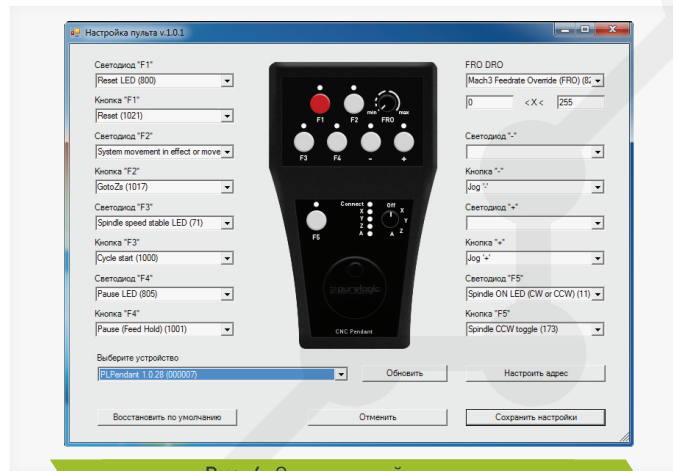 Настройка пульта v.1.0.1
Светодиод "F1"
Reset LED (800)
Кнопка "F1"
Reset (1021)
Светодиод "F2"
System movement in effect or move
Кнопка "F2"
GotoZs (1017)
Светодиод "F3"
Spindle speed stable LED (71)
Кнопка "F3"
Cycle start (1000)
Светодиод "F4"
Pause LED (805)
Кнопка "F4"
Pause (Feed Hold) (1001)
F1
F2
min
max
FRO
F3
F4
-
+
F5
Connect
X
Y
Z
A
Off
X
Y
Z
A
purelogic
CNC Pendant
FRO DRO
Mach3 Feedrate Override (FRO) (82
0 < X < 255
Светодиод "-"
Кнопка "-"
Jog '-'
Светодиод "+"
Кнопка "+"
Jog '+'
Светодиод "F5"
Spindle ON LED (CW or CCW) (11)
Кнопка "F5"
Spindle CCW toggle (173)
Выберите устройство
PLPendant 1.0.28 (000007)
Обновить
Настроить адрес
Восстановить по умолчанию
Отменить
Сохранить настройки